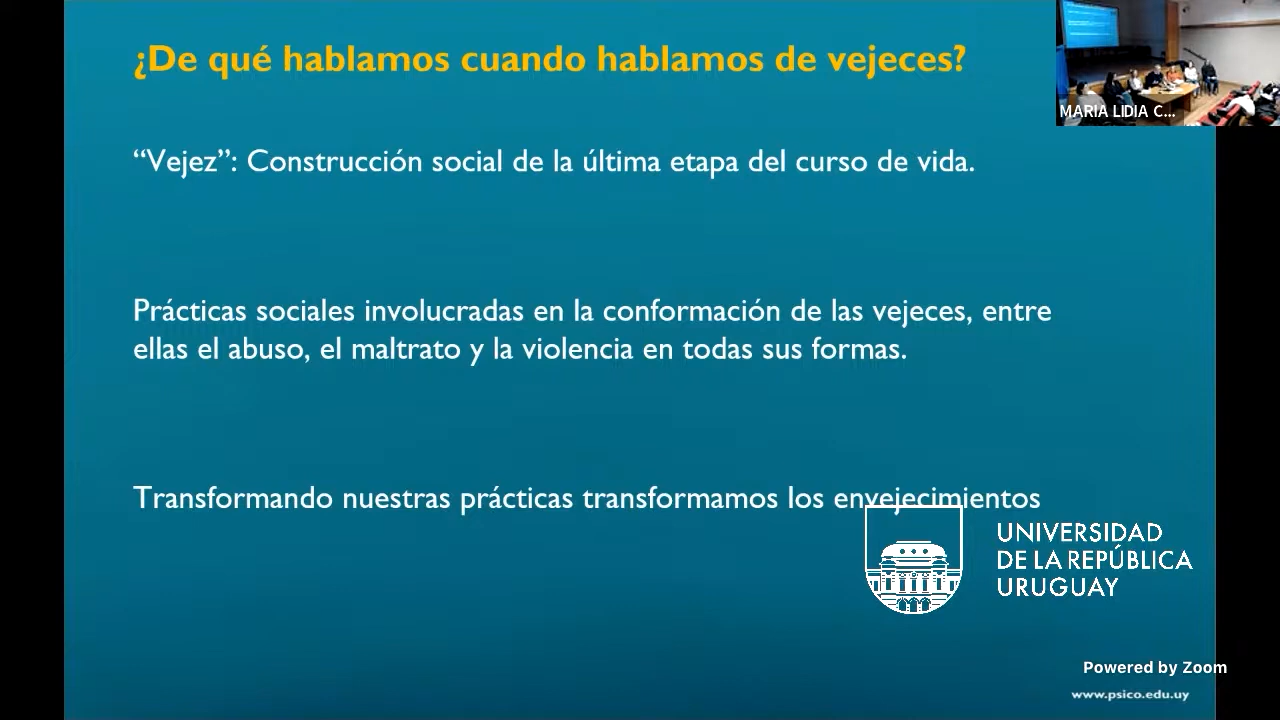 ¿De qué hablamos cuando hablamos de vejeces?
MARIA LIDIA C...
“Vejez”: Construcción social de la última etapa del curso de vida.
Prácticas sociales involucradas en la conformación de las vejeces, entre
ellas el abuso, el maltrato y la violencia en todas sus formas.
Transformando nuestras prácticas transformamos los envejecimientos
UNIVERSIDAD
DE LA REPÚBLICA
URUGUAY
Powered by Zoom
www.psico.edu.uy